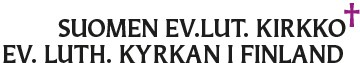 SUOMEN EV.LUT. KIRKKO
EV. LUTH. KYRKAN I FINLAND